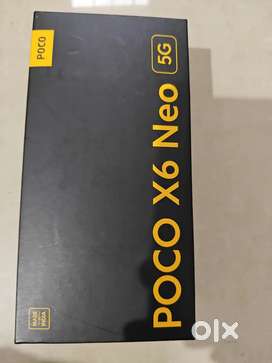 POCO
POCO X6 Neo
5G
MADE
IN
INDIA
OLX